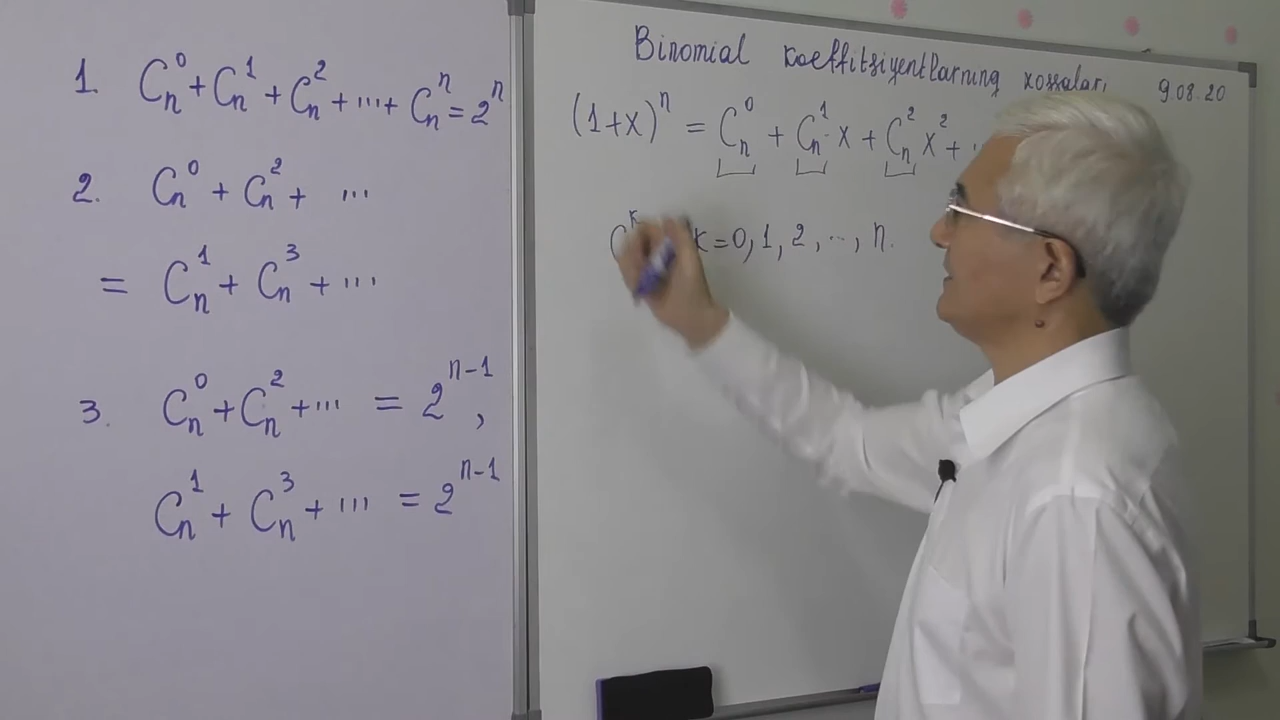 1. C_n^0 + C_n^1 + C_n^2 + ... + C_n^n = 2^n
2. C_n^0 + C_n^2 + ...
= C_n^1 + C_n^3 + ...
3. C_n^0 + C_n^2 + ... = 2^{n-1},
C_n^1 + C_n^3 + ... = 2^{n-1}
Binomial koeffitsiyentlarning xossalari 9.08.20
(1+x)^n = C_n^0 + C_n^1 x + C_n^2 x^2 + ...
C^k k = 0, 1, 2, ..., n.